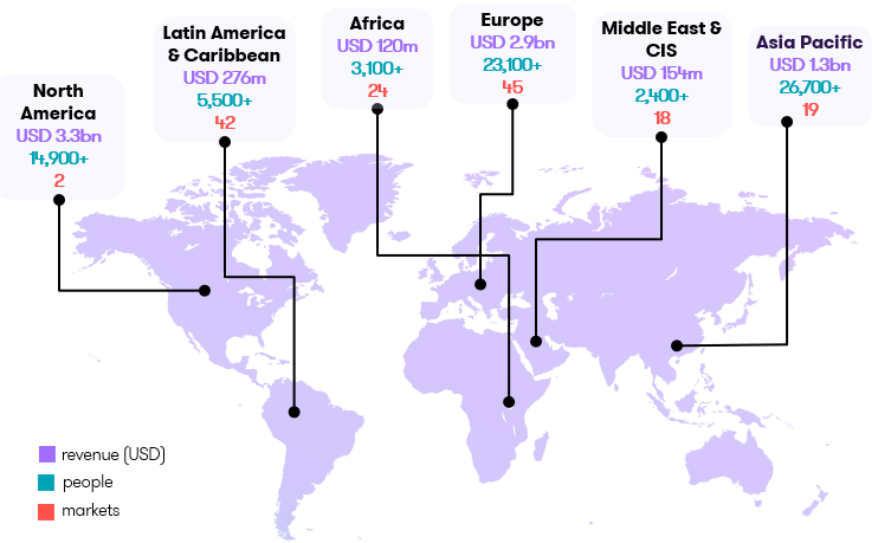 North
America
USD 3.3bn
14,900+
2
Latin America
& Caribbean
USD 276m
5,500+
42
Africa
USD 120m
3,100+
24
Europe
USD 2.9bn
23,100+
45
Middle East &
CIS
USD 154m
2,400+
18
Asia Pacific
USD 1.3bn
26,700+
19
revenue (USD)
people
markets